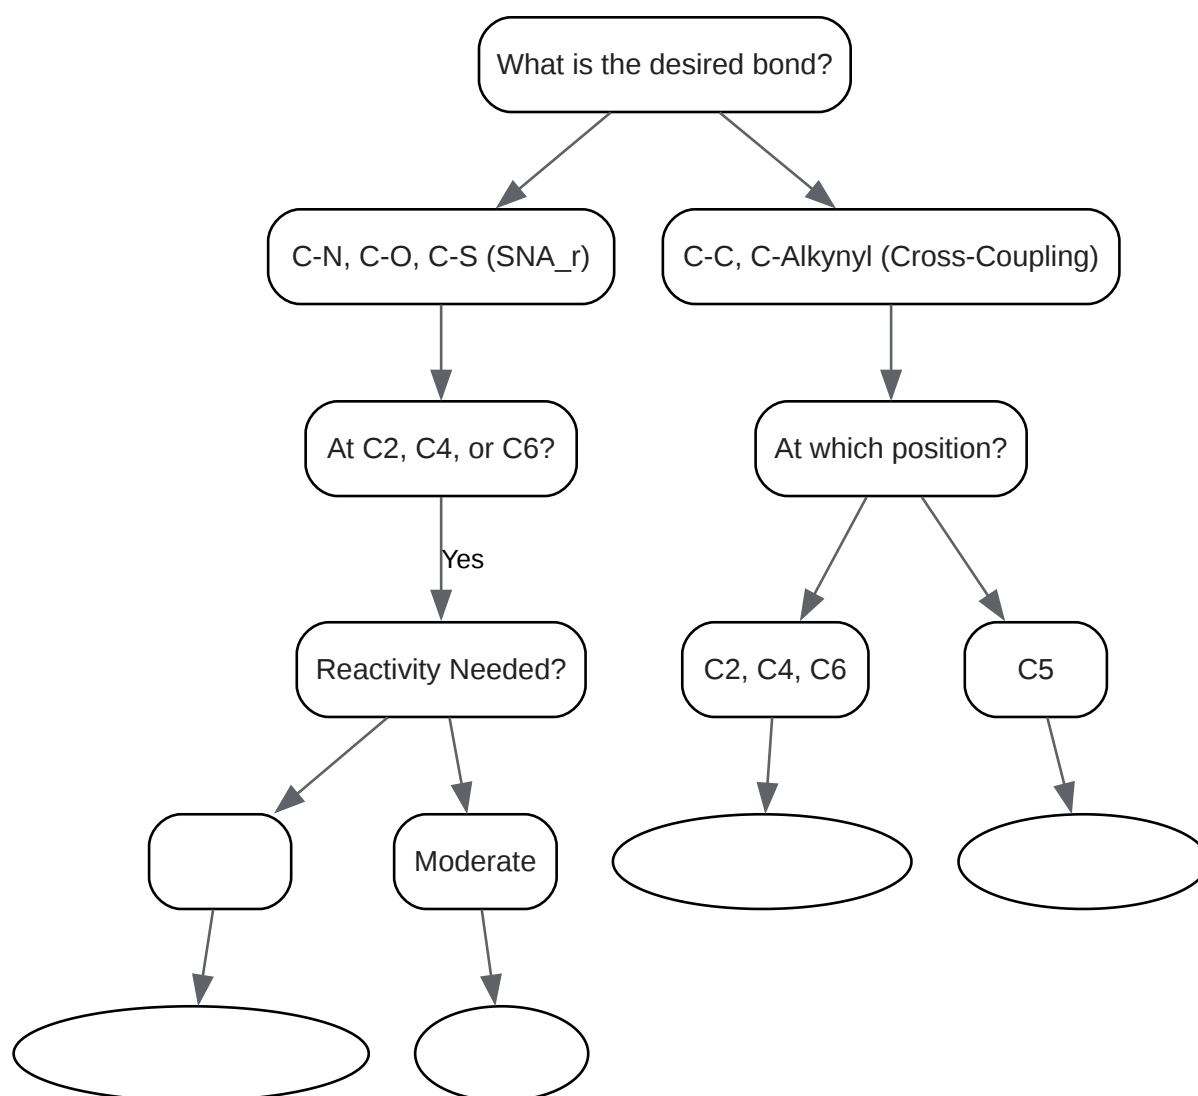 What is the desired bond?
C-N, C-O, C-S (SNA_r)
C-C, C-Alkynyl (Cross-Coupling)
At C2, C4, or C6?
At which position?
Yes
Reactivity Needed?
C2, C4, C6
C5
Moderate